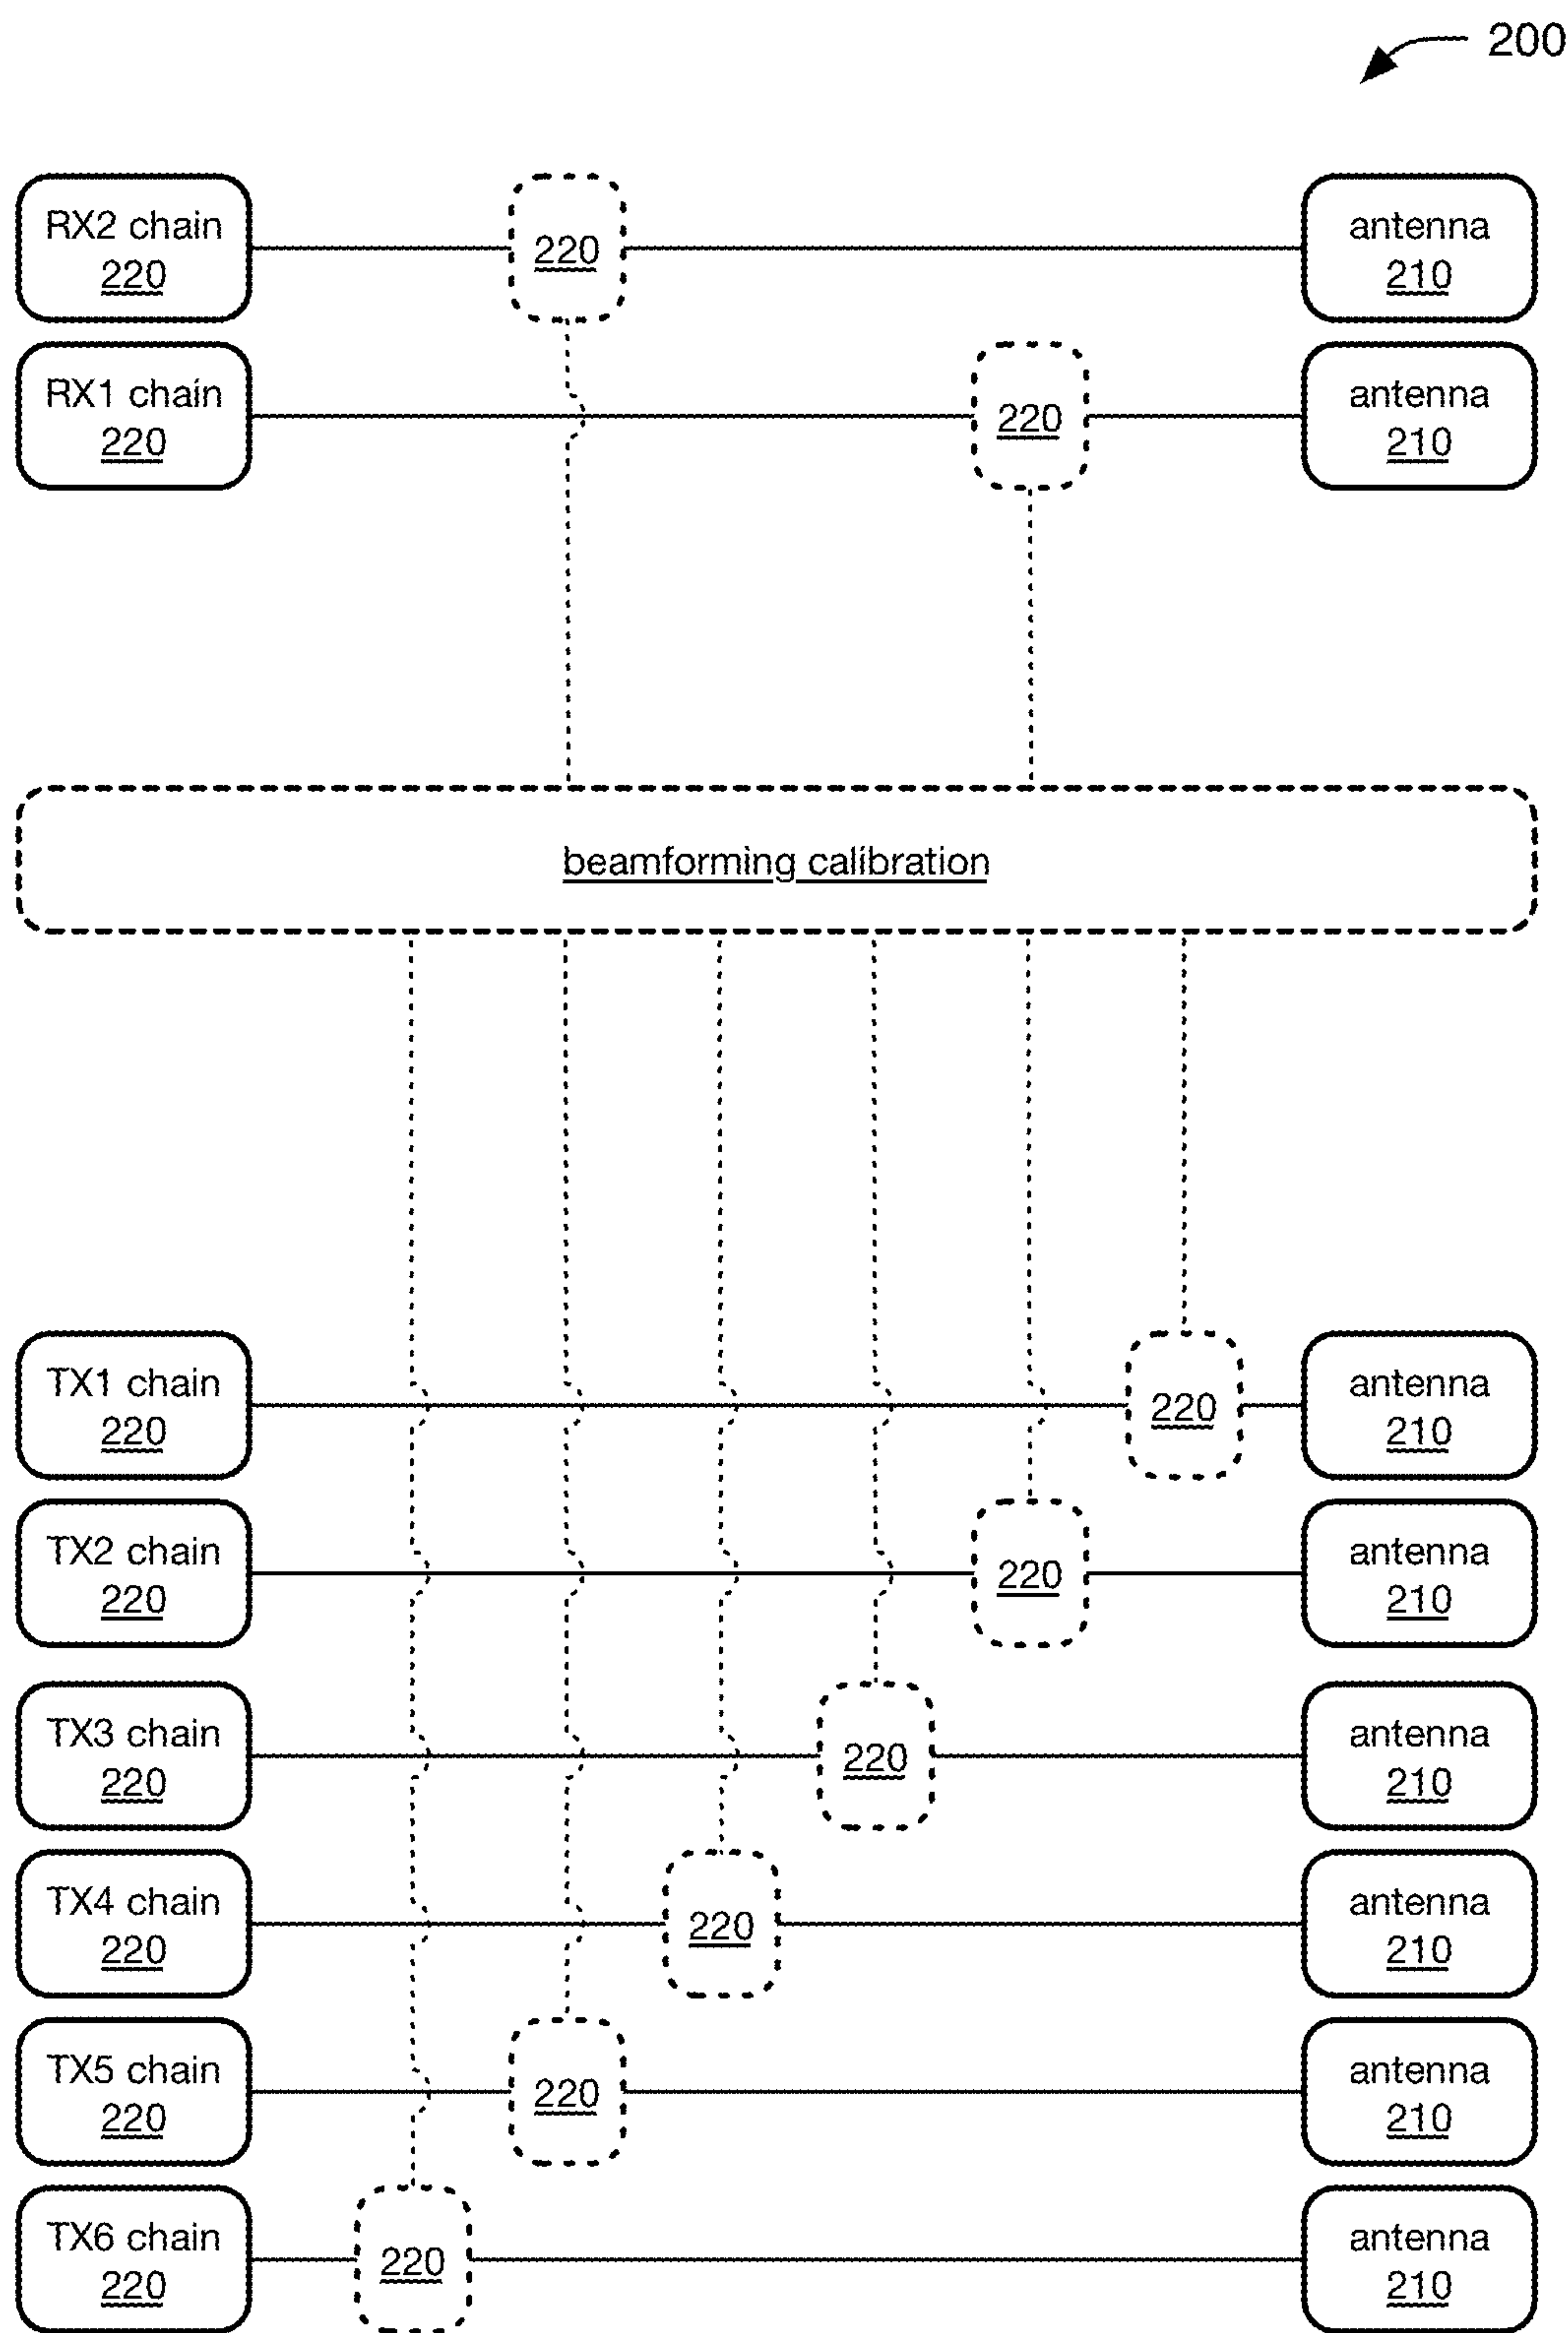 200
RX2 chain
220
220
antenna
210
RX1 chain
220
220
antenna
210
beamforming calibration
TX1 chain
220
220
antenna
210
TX2 chain
220
220
antenna
210
TX3 chain
220
220
antenna
210
TX4 chain
220
220
antenna
210
TX5 chain
220
220
antenna
210
TX6 chain
220
220
antenna
210